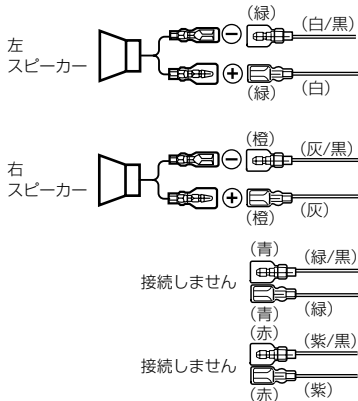 (緑)
(白/黒)
左
スピーカー
⊖
⊕
(緑)
(白)
(橙)
(灰/黒)
右
スピーカー
⊖
⊕
(橙)
(灰)
(青)
(緑/黒)
接続しません
(緑)
(青)
(赤)
(紫/黒)
接続しません
(赤)
(紫)